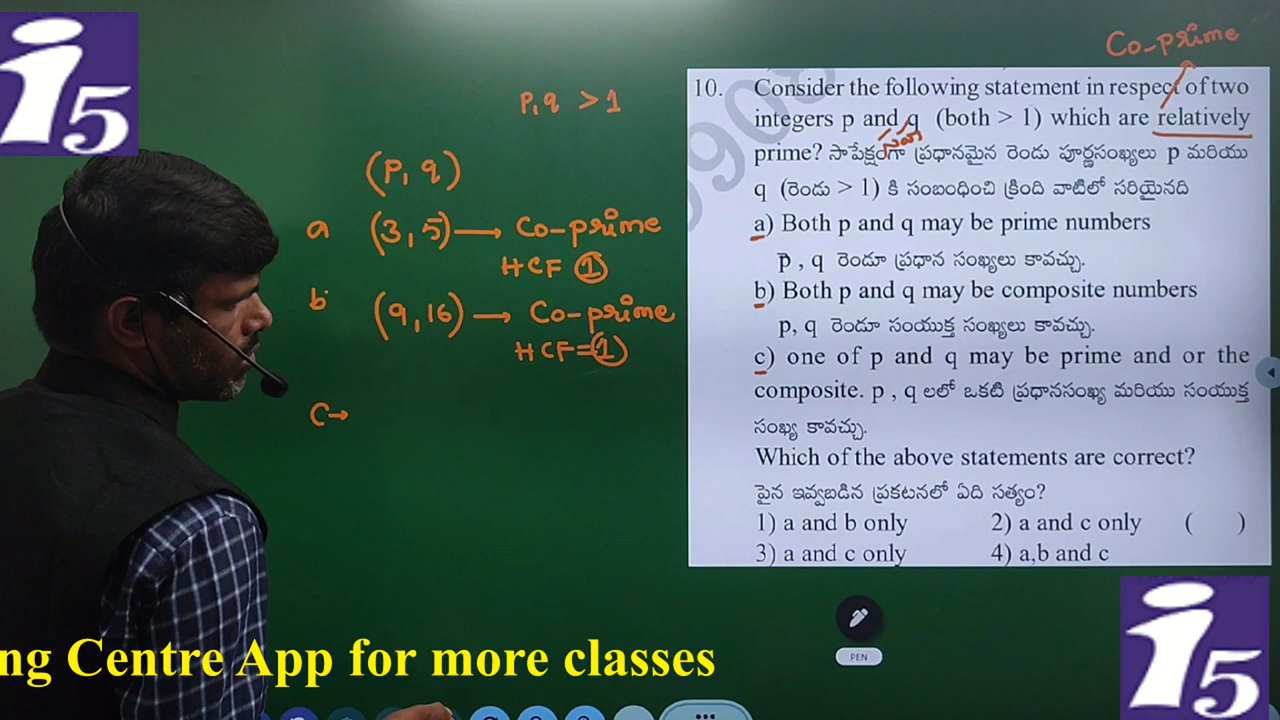 i5
Co-prime
p, q > 1
(p, q)
a (3, 5) → Co-prime
HCF 1
b (9, 16) → Co-prime
HCF = 1
C→
10. Consider the following statement in respect of two
integers p and q (both > 1) which are relatively
prime? సాపేక్షంగా ప్రధానమైన రెండు పూర్ణసంఖ్యలు p మరియు
q (రెండు > 1) కి సంబంధించి క్రింది వాటిలో సరియైనది
a) Both p and q may be prime numbers
p , q రెండూ ప్రధాన సంఖ్యలు కావచ్చు.
b) Both p and q may be composite numbers
p, q రెండూ సంయుక్త సంఖ్యలు కావచ్చు.
c) one of p and q may be prime and or the
composite. p , q లలో ఒకటి ప్రధానసంఖ్య మరియు సంయుక్త
సంఖ్య కావచ్చు.
Which of the above statements are correct?
పైన ఇవ్వబడిన ప్రకటనలో ఏది సత్యం?
1) a and b only 2) a and c only ( )
3) a and c only 4) a,b and c
PEN
ng Centre App for more classes
i5